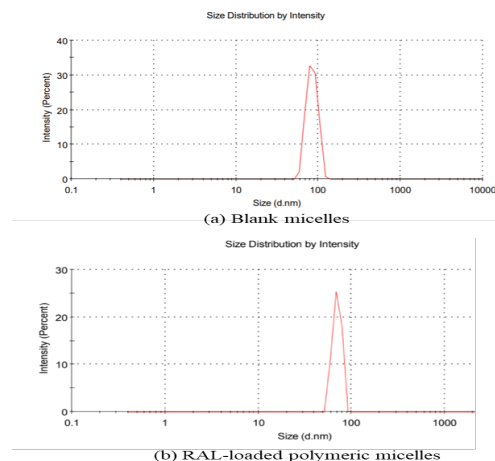 Size Distribution by Intensity
40
30
20
10
0
Intensity (Percent)
0.1 1 10 100 1000 10000
Size (d.nm)
(a) Blank micelles
Size Distribution by Intensity
30
20
10
0
Intensity (Percent)
0.1 1 10 100 1000
Size (d.nm)
(b) RAL-loaded polymeric micelles